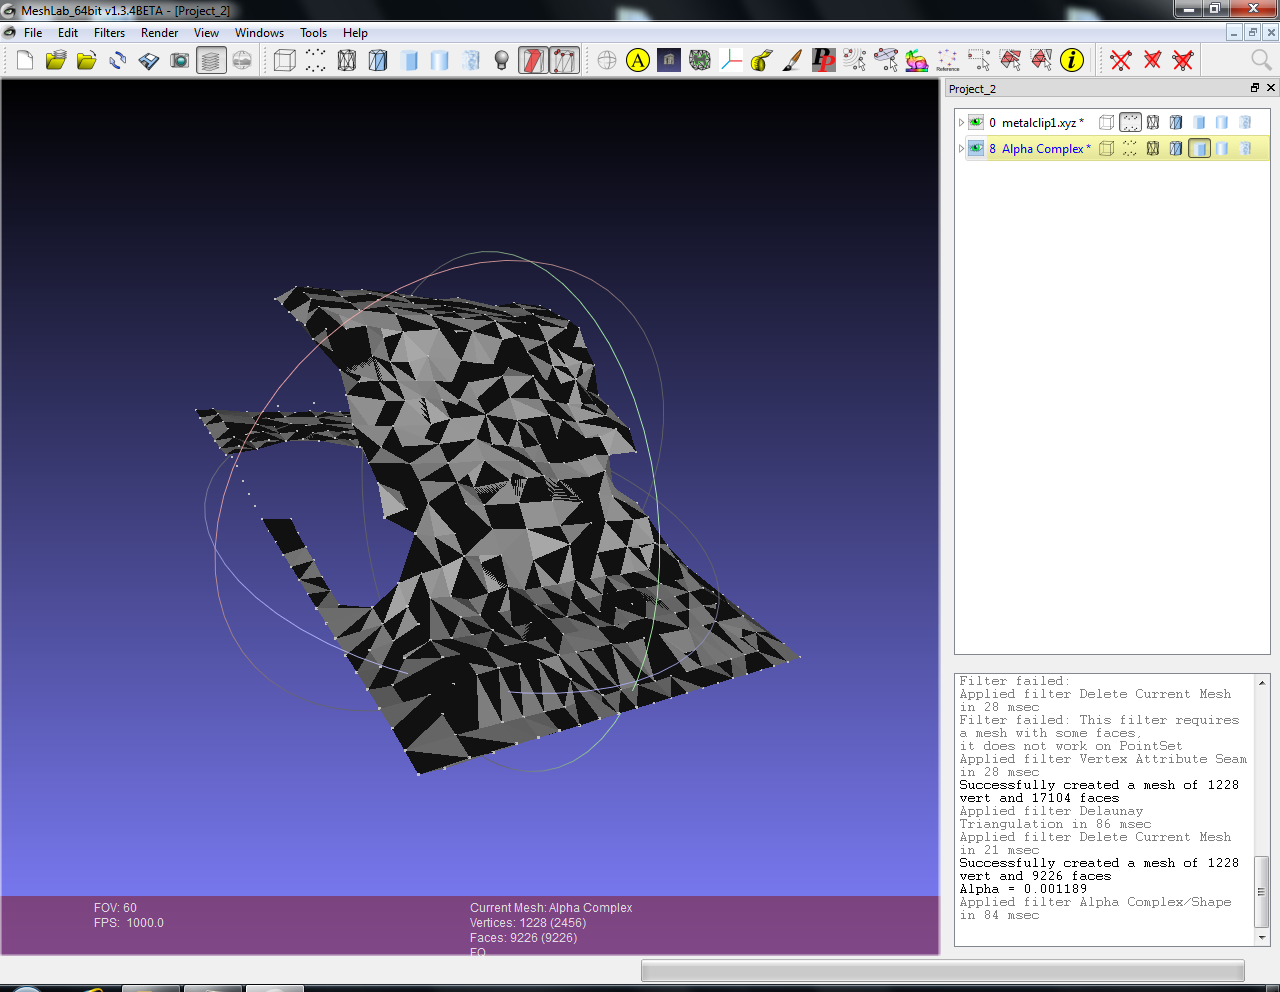 MeshLab_64bit v1.3.4BETA - [Project_2]
File Edit Filters Render View Windows Tools Help
A
PP
Reference
i
Project_2
0 metalclip1.xyz *
8 Alpha Complex *
Filter failed:
Applied filter Delete Current Mesh
in 28 msec
Filter failed: This filter requires
a mesh with some faces,
it does not work on PointSet
Applied filter Vertex Attribute Seam
in 28 msec
Successfully created a mesh of 1228
vert and 17104 faces
Applied filter Delaunay
Triangulation in 86 msec
Applied filter Delete Current Mesh
in 21 msec
Successfully created a mesh of 1228
vert and 9226 faces
Alpha = 0.001189
Applied filter Alpha Complex/Shape
in 84 msec
FOV: 60
FPS: 1000.0
Current Mesh: Alpha Complex
Vertices: 1228 (2456)
Faces: 9226 (9226)